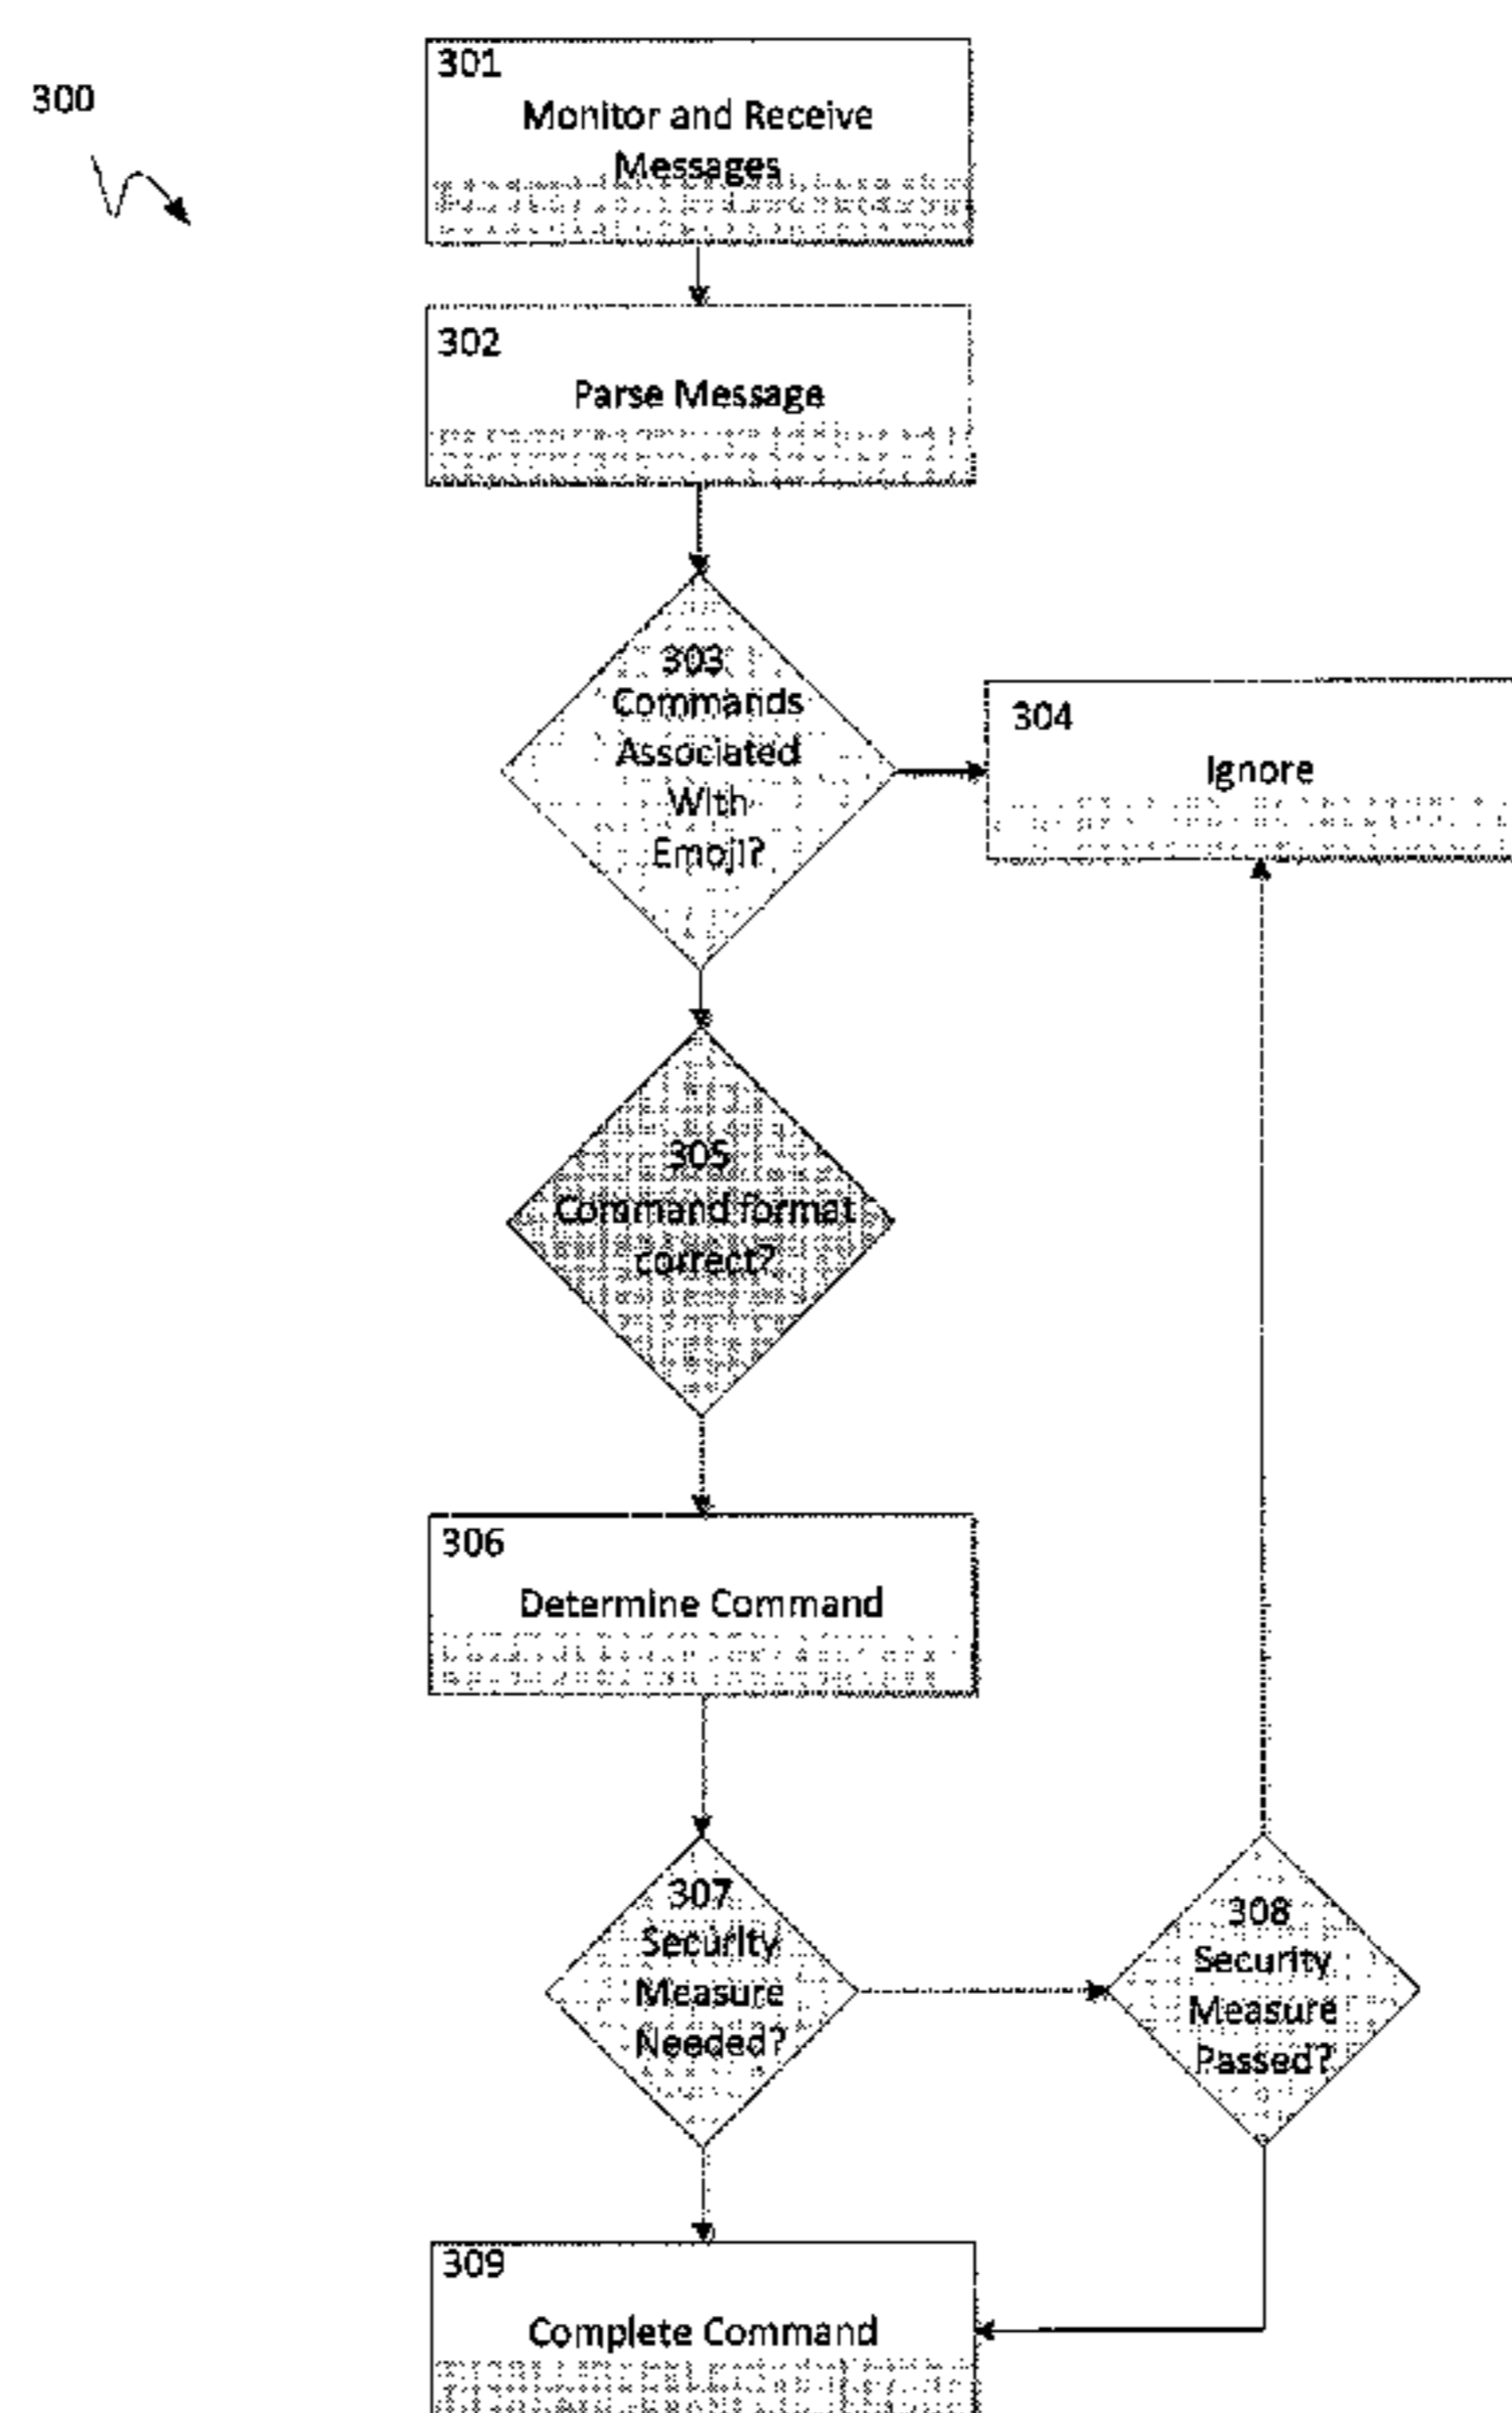 300
301
Monitor and Receive
Messages
302
Parse Message
303
Commands
Associated
With
Emoji?
304
Ignore
305
Command format
correct?
306
Determine Command
307
Security
Measure
Needed?
308
Security
Measure
Passed?
309
Complete Command